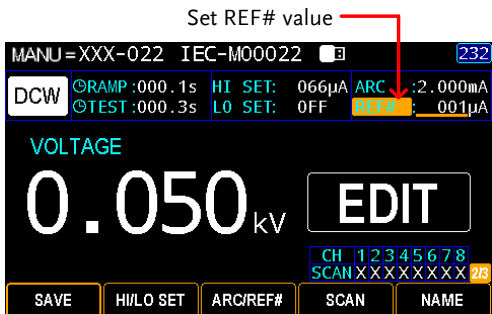 Set REF# value
MANU=XXX-022 IEC-M00022 232
DCW RAMP:000.1s HI SET: 066μA ARC :2.000mA
TEST:000.3s LO SET: OFF REF# : 001μA
VOLTAGE
0.050kV EDIT
CH 1 2 3 4 5 6 7 8
SCAN X X X X X X X X 2/3
SAVE HI/LO SET ARC/REF# SCAN NAME